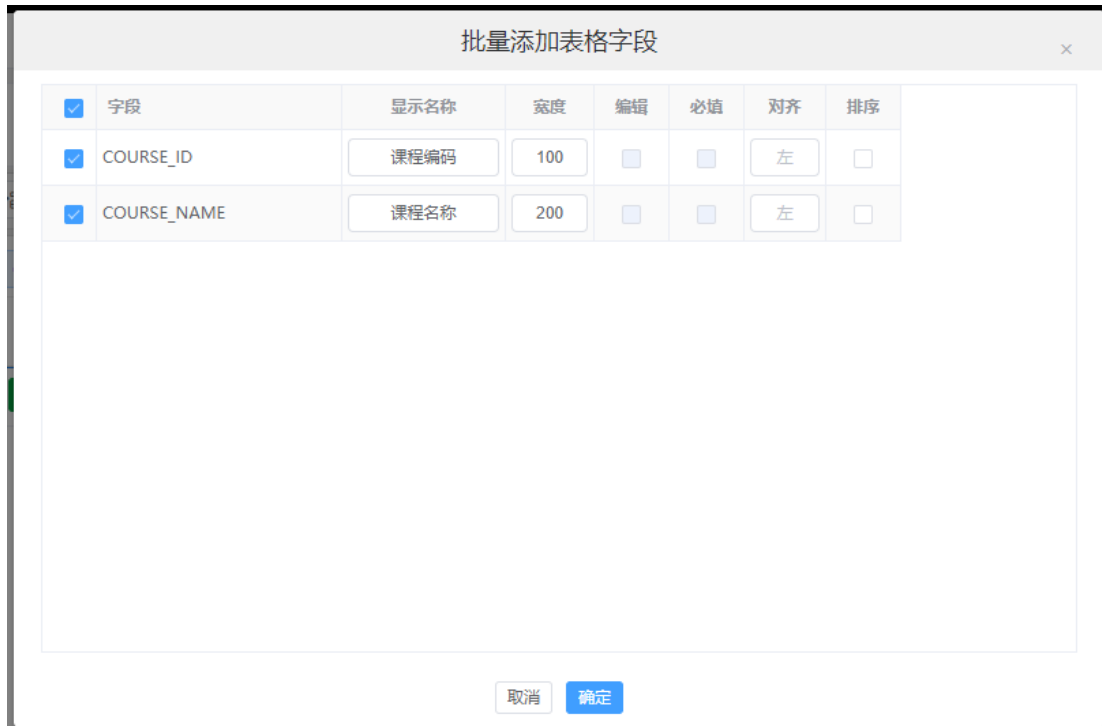 批量添加表格字段
字段 显示名称 宽度 编辑 必填 对齐 排序
COURSE_ID 课程编码 100 左
COURSE_NAME 课程名称 200 左
取消 确定